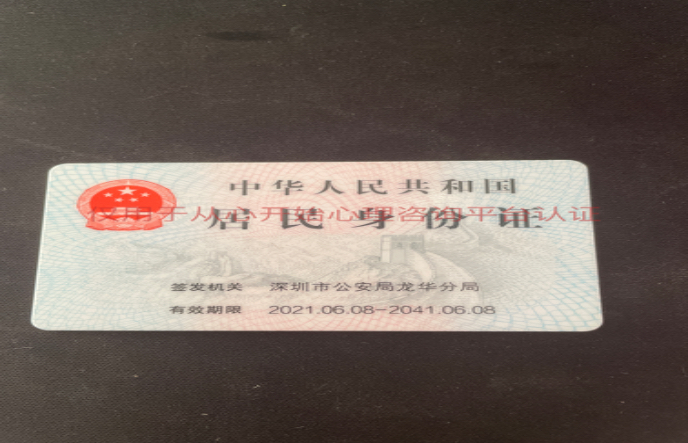 中华人民共和国
仅用于从心开始心理咨询平台认证
居民身份证
签发机关 深圳市公安局龙华分局
有效期限 2021.06.08-2041.06.08